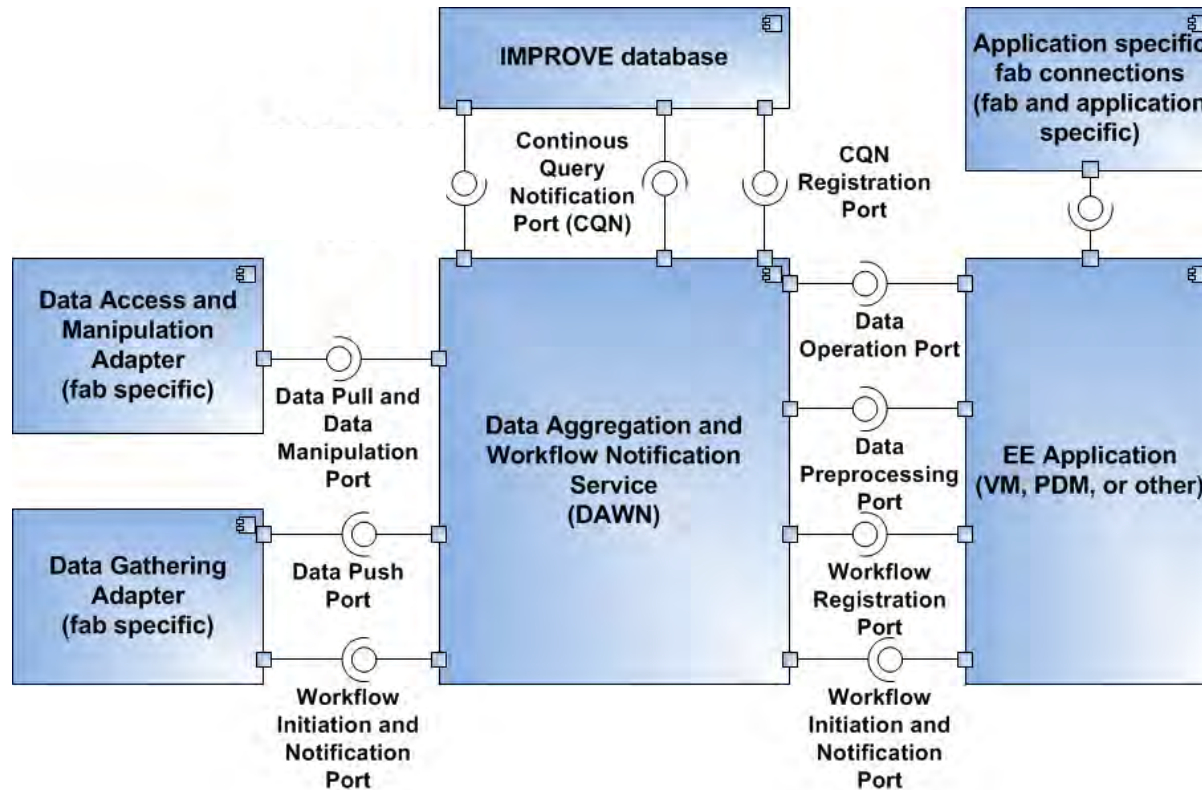 IMPROVE database
Application specific
fab connections
(fab and application
specific)
Continous
Query
Notification
Port (CQN)
CQN
Registration
Port
Data Access and
Manipulation
Adapter
(fab specific)
Data Pull and
Data
Manipulation
Port
Data Aggregation and
Workflow Notification
Service
(DAWN)
Data
Operation Port
Data
Preprocessing
Port
EE Application
(VM, PDM, or other)
Data Gathering
Adapter
(fab specific)
Data Push
Port
Workflow
Registration
Port
Workflow
Initiation and
Notification
Port
Workflow
Initiation and
Notification
Port